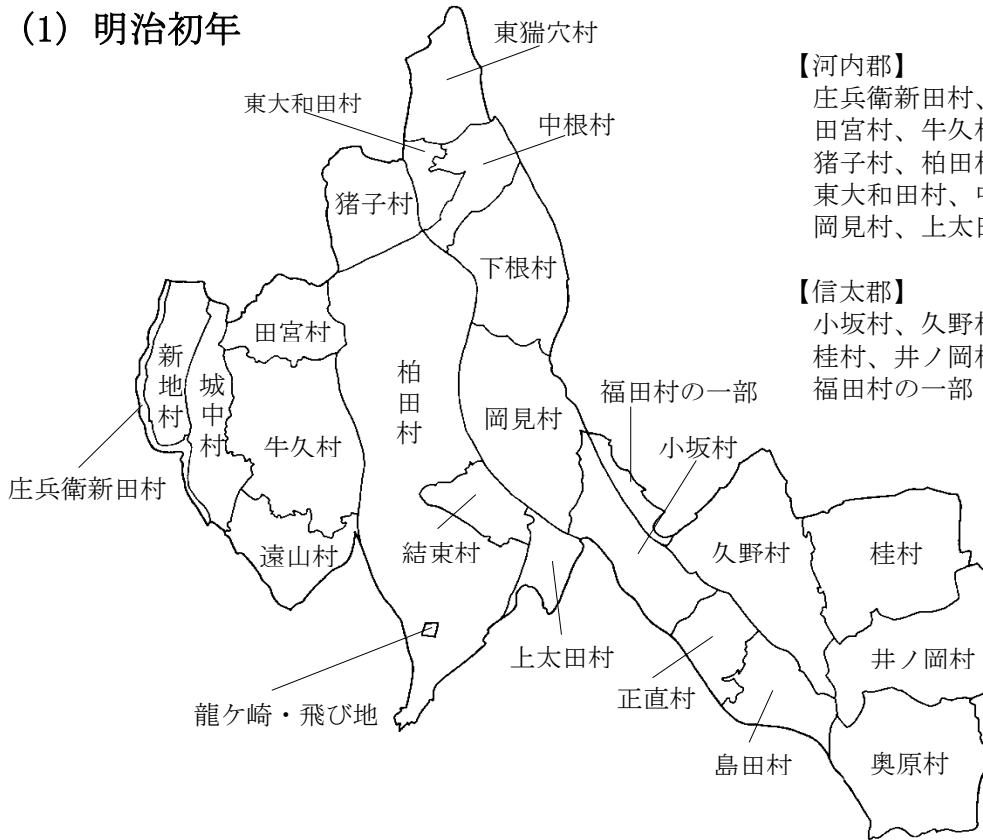 (1) 明治初年
東猯穴村
東大和田村
中根村
猪子村
下根村
田宮村
新地村
城中村
柏田村
牛久村
岡見村
福田村の一部
小坂村
庄兵衛新田村
遠山村
結束村
久野村
桂村
上太田村
井ノ岡村
正直村
龍ケ崎・飛び地
島田村
奥原村
【河内郡】
庄兵衛新田村、
田宮村、牛久村
猪子村、柏田村
東大和田村、中
岡見村、上太田
【信太郡】
小坂村、久野村
桂村、井ノ岡村
福田村の一部